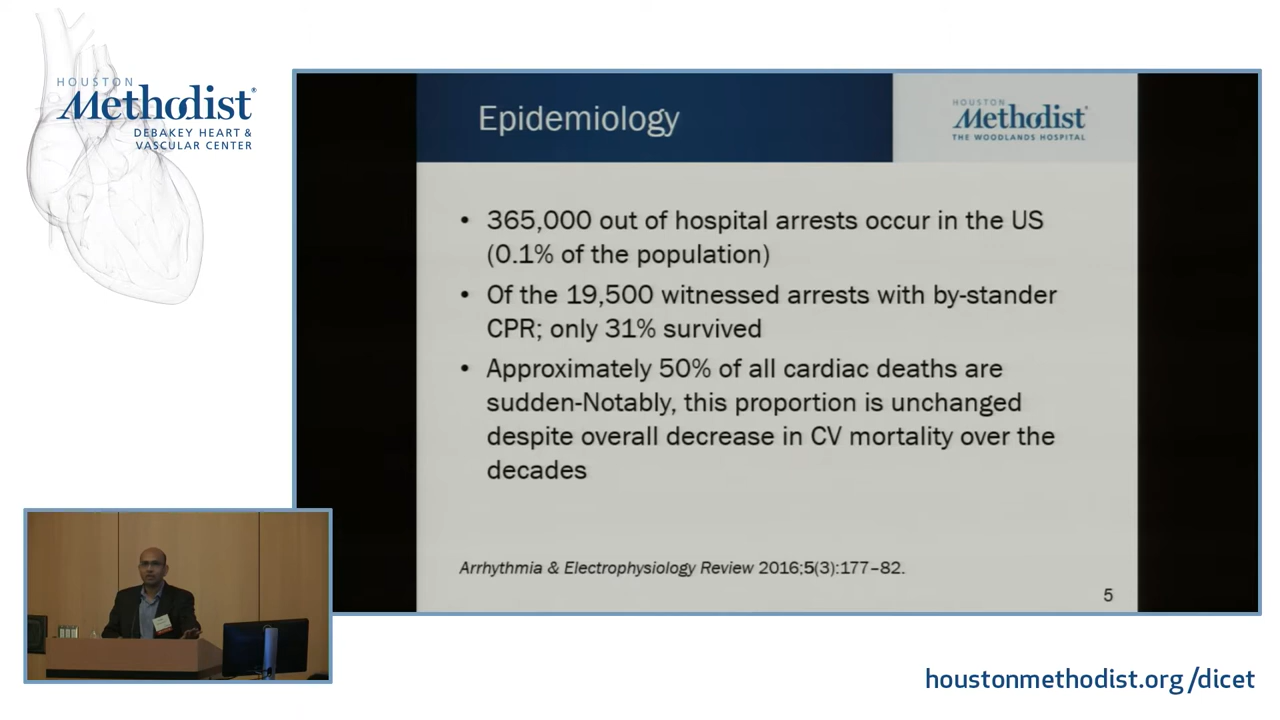 HOUSTON
Methodist®
DEBAKEY HEART &
VASCULAR CENTER
Epidemiology
HOUSTON
Methodist®
THE WOODLANDS HOSPITAL
• 365,000 out of hospital arrests occur in the US
(0.1% of the population)
• Of the 19,500 witnessed arrests with by-stander
CPR; only 31% survived
• Approximately 50% of all cardiac deaths are
sudden-Notably, this proportion is unchanged
despite overall decrease in CV mortality over the
decades
Arrhythmia & Electrophysiology Review 2016;5(3):177–82.
5
houstonmethodist.org/dicet